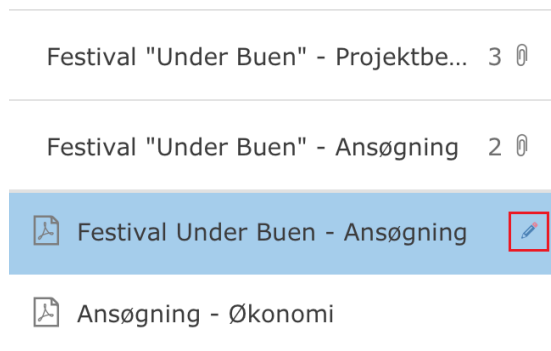 Festival "Under Buen" - Projektbe... 3
Festival "Under Buen" - Ansøgning 2
Festival Under Buen - Ansøgning
Ansøgning - Økonomi